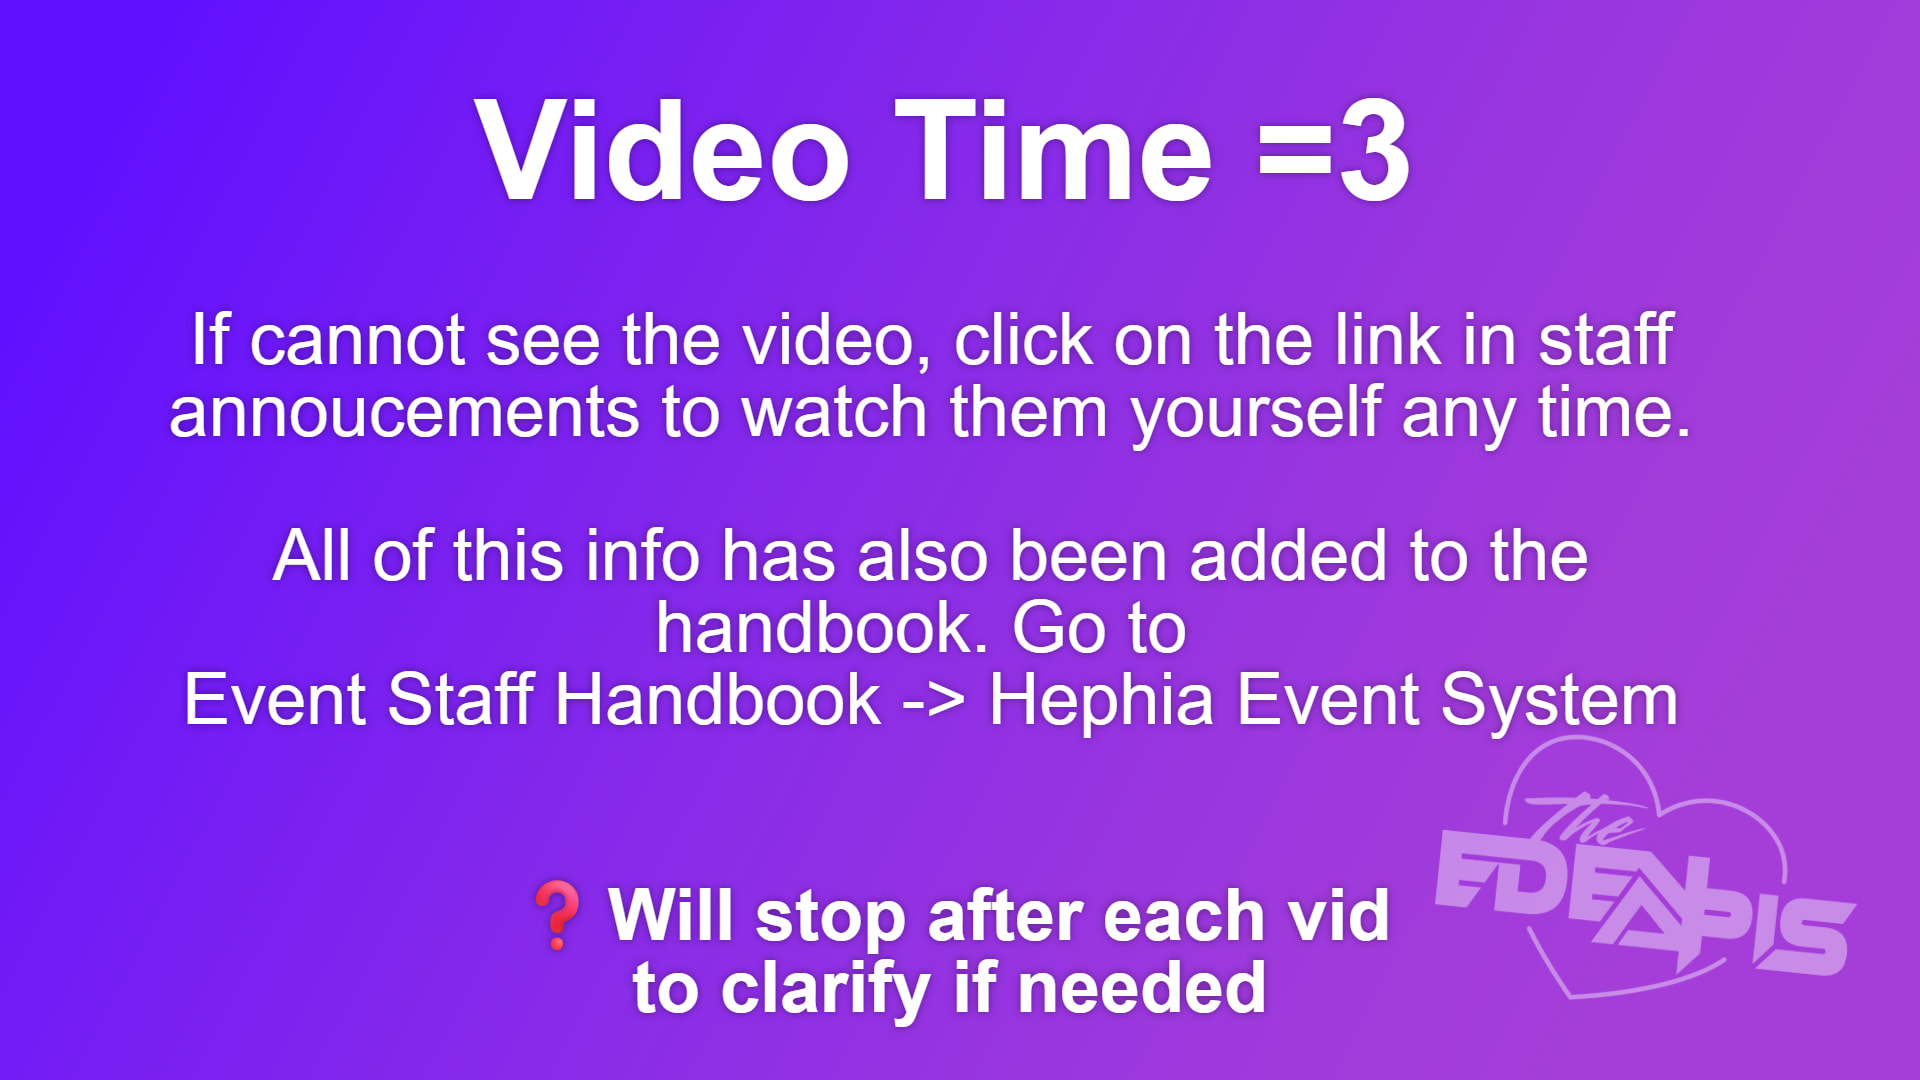 Video Time =3
If cannot see the video, click on the link in staff
annoucements to watch them yourself any time.
All of this info has also been added to the
handbook. Go to
Event Staff Handbook -> Hephia Event System
❓Will stop after each vid
to clarify if needed
The
EDENAPIS